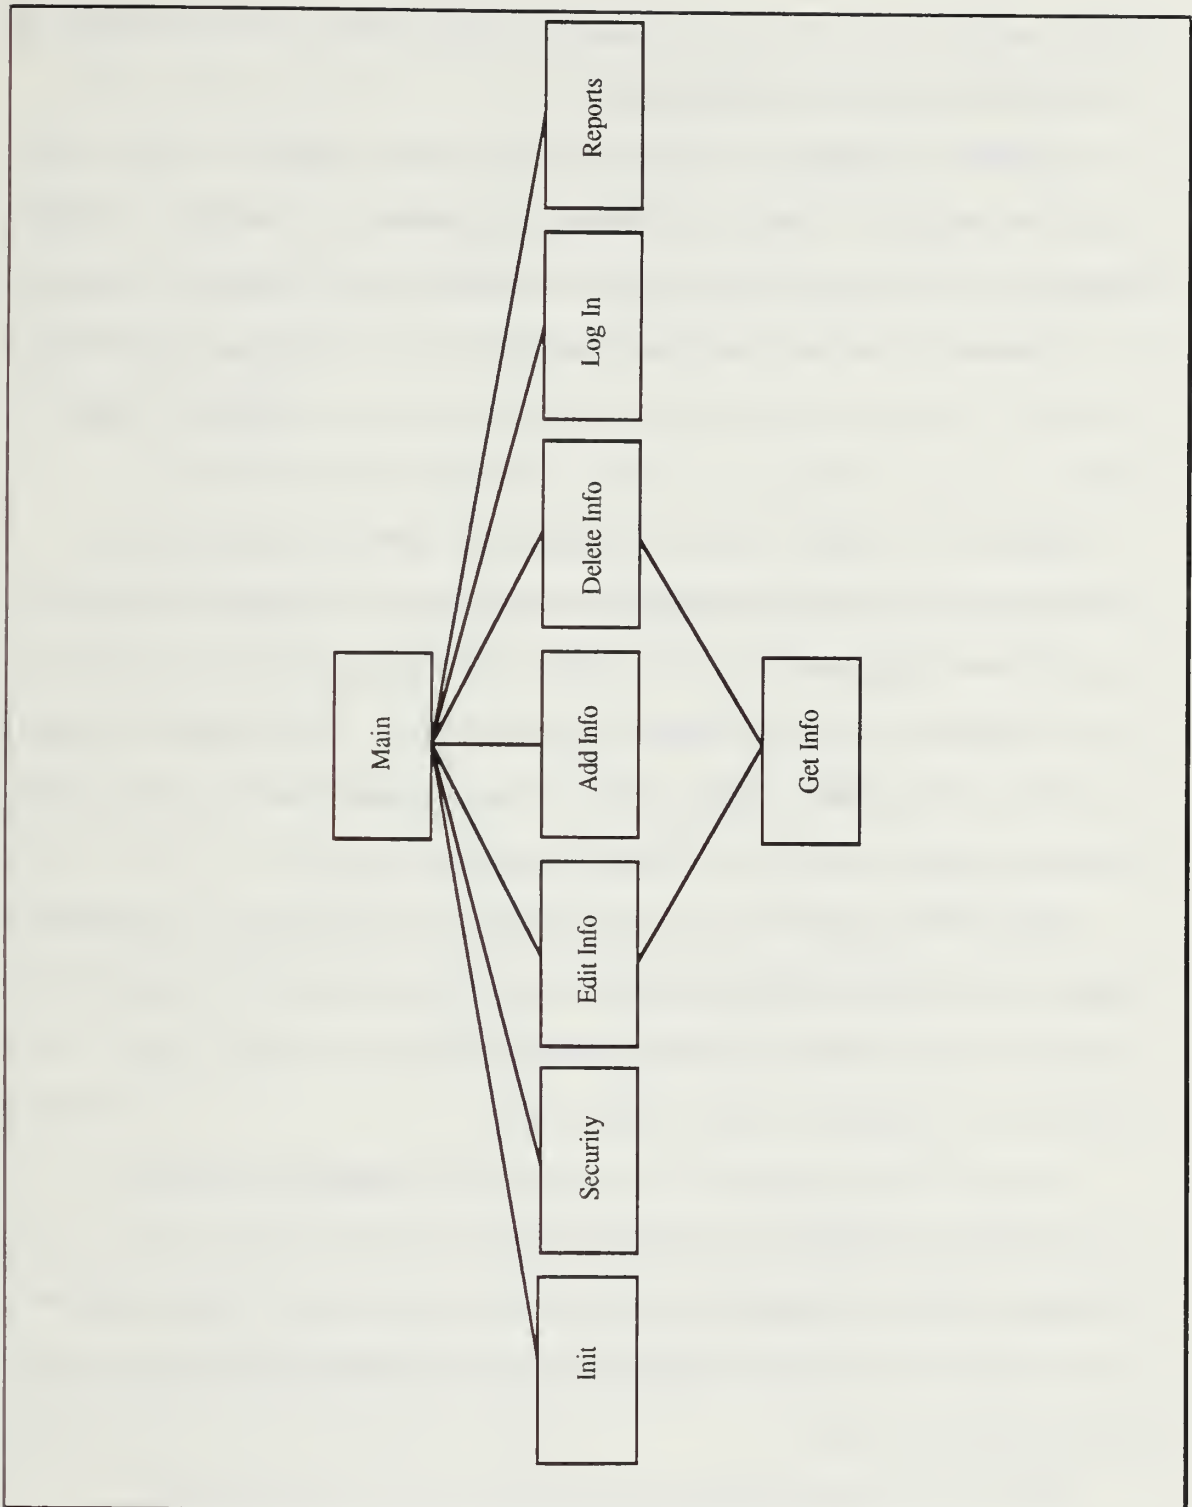 Main
Init
Security
Edit Info
Add Info
Delete Info
Log In
Reports
Get Info